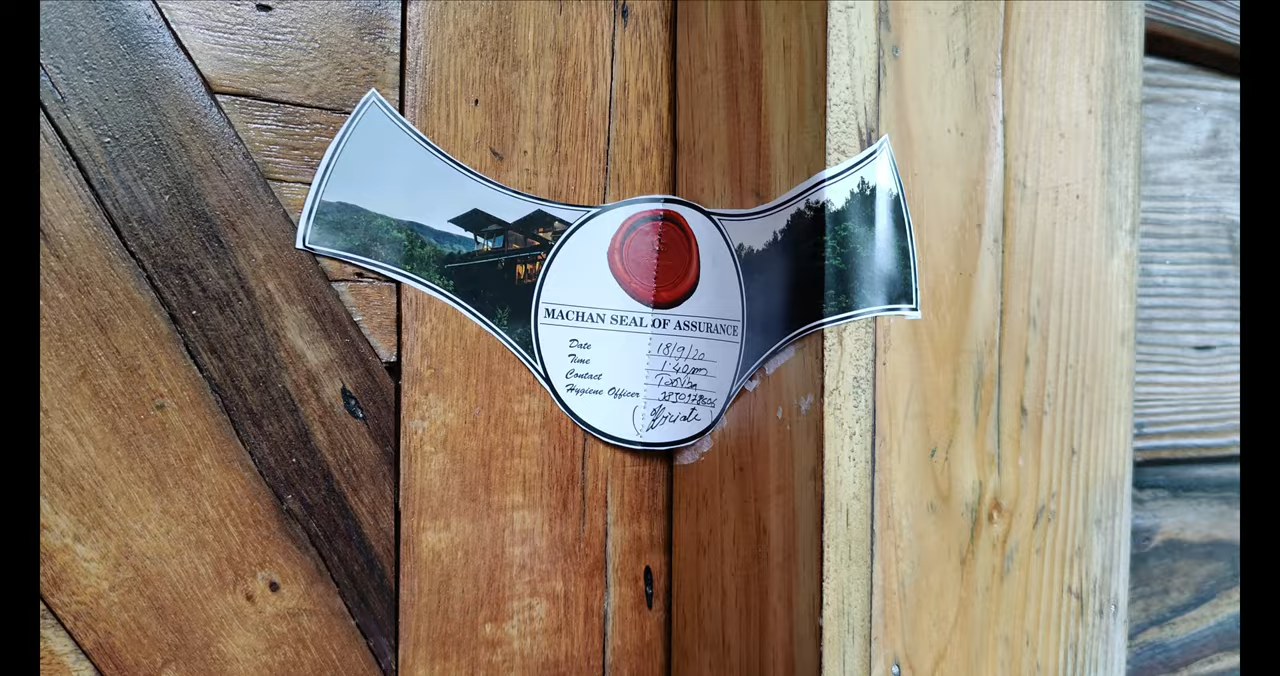 MACHAN SEAL OF ASSURANCE
Date 18/9/20
Time 1:40pm
Contact
Hygiene Officer